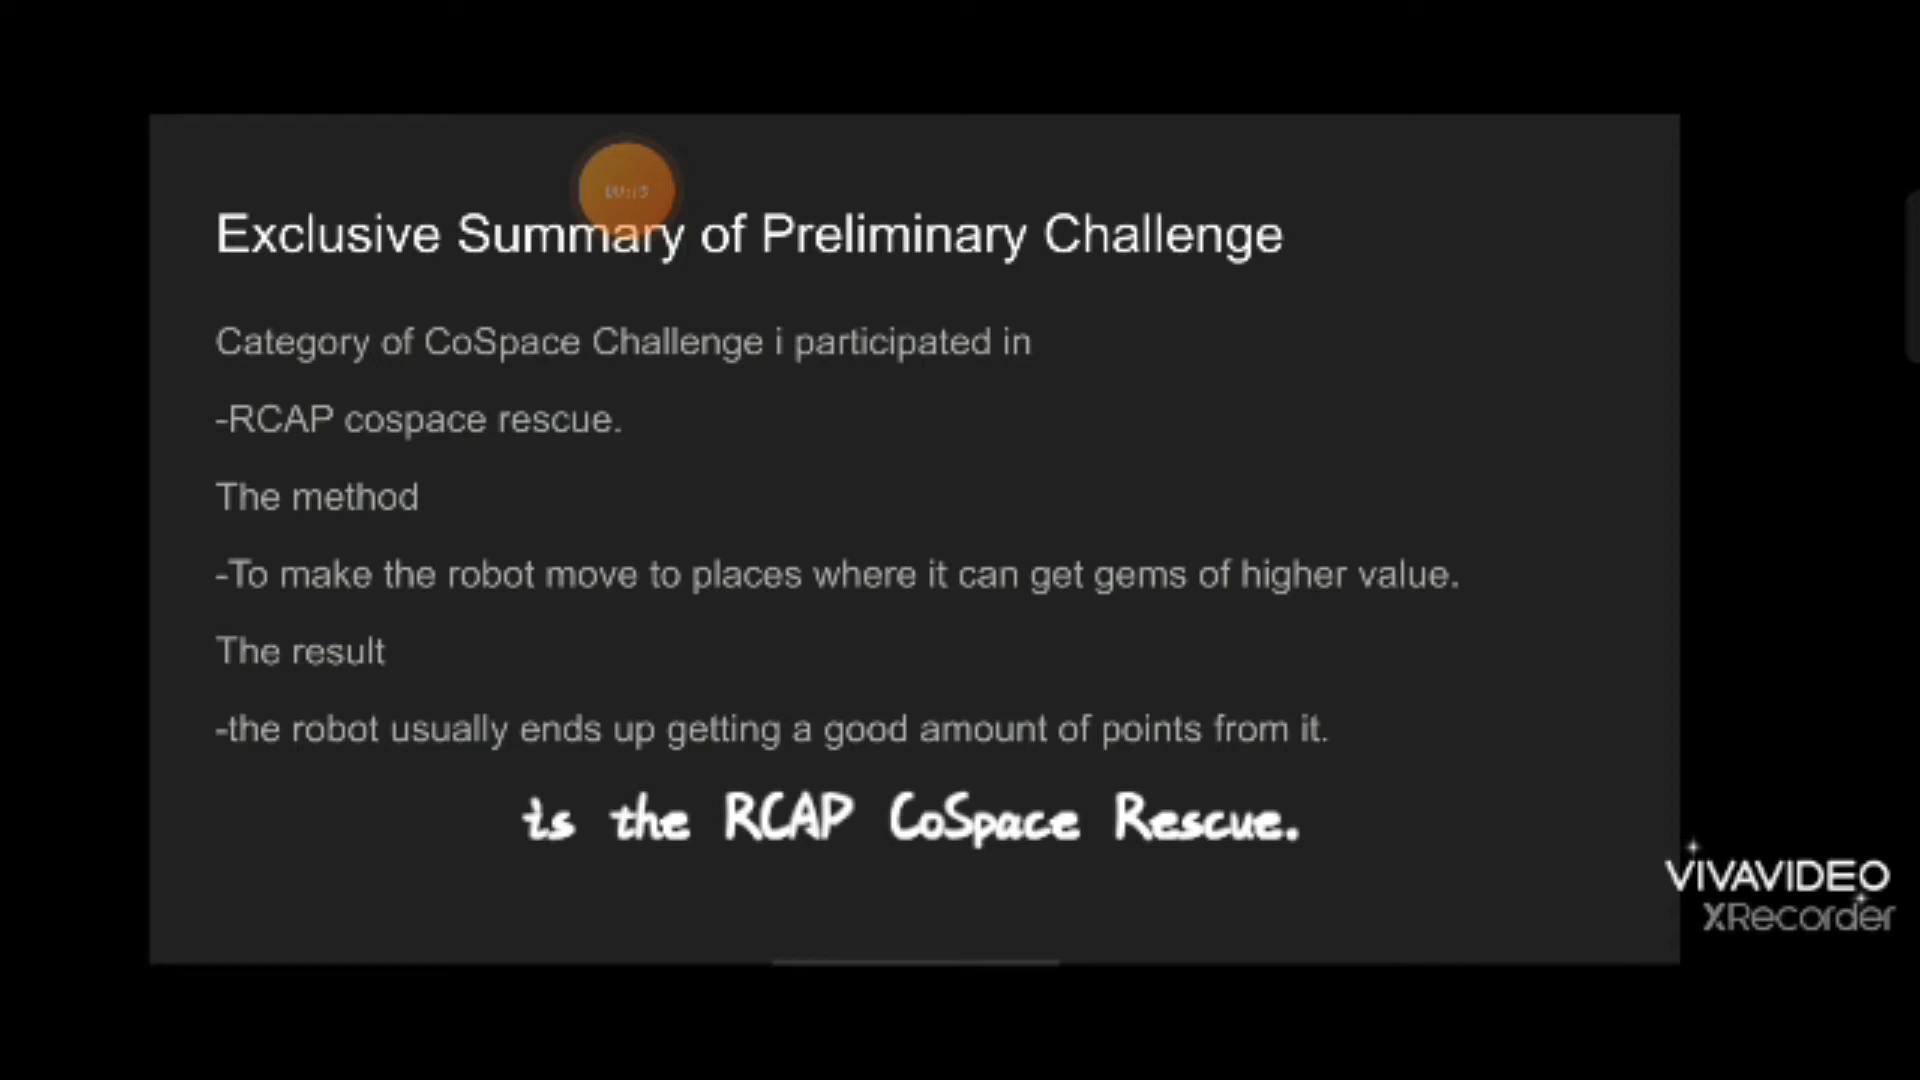 Exclusive Summary of Preliminary Challenge
Category of CoSpace Challenge i participated in
-RCAP cospace rescue.
The method
-To make the robot move to places where it can get gems of higher value.
The result
-the robot usually ends up getting a good amount of points from it.
is the RCAP CoSpace Rescue.
VIVAVIDEO
XRecorder